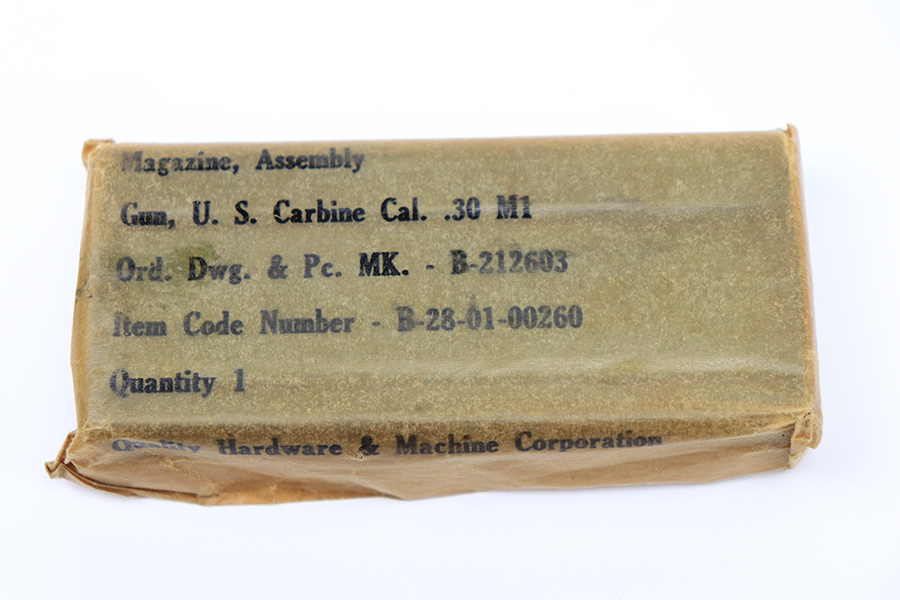 Magazine, Assembly
Gun, U. S. Carbine Cal. .30 M1
Ord. Dwg. & Pc. MK. - B-212603
Item Code Number - B-28-01-00260
Quantity 1
Quality Hardware & Machine Corporation